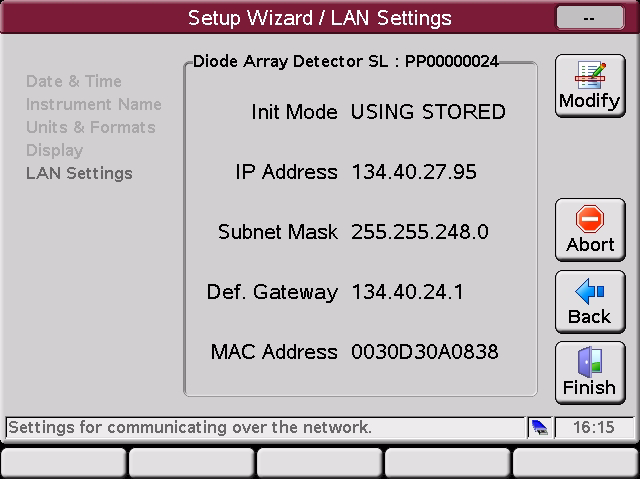 Setup Wizard / LAN Settings
--
Date & Time
Instrument Name
Units & Formats
Display
LAN Settings
Diode Array Detector SL : PP00000024
Init Mode USING STORED
IP Address 134.40.27.95
Subnet Mask 255.255.248.0
Def. Gateway 134.40.24.1
MAC Address 0030D30A0838
Modify
Abort
Back
Finish
Settings for communicating over the network.
16:15